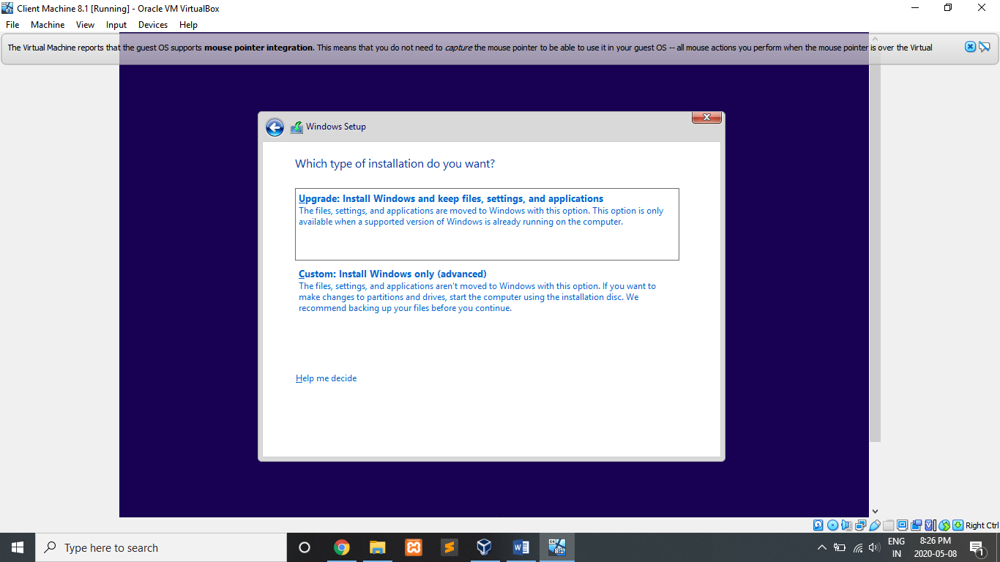 Client Machine 8.1 [Running] - Oracle VM VirtualBox
File Machine View Input Devices Help
The Virtual Machine reports that the guest OS supports mouse pointer integration. This means that you do not need to capture the mouse pointer to be able to use it in your guest OS -- all mouse actions you perform when the mouse pointer is over the Virtual
Windows Setup
Which type of installation do you want?
Upgrade: Install Windows and keep files, settings, and applications
The files, settings, and applications are moved to Windows with this option. This option is only
available when a supported version of Windows is already running on the computer.
Custom: Install Windows only (advanced)
The files, settings, and applications aren't moved to Windows with this option. If you want to
make changes to partitions and drives, start the computer using the installation disc. We
recommend backing up your files before you continue.
Help me decide
Right Ctrl
Type here to search
ENG
IN
8:26 PM
2020-05-08
1